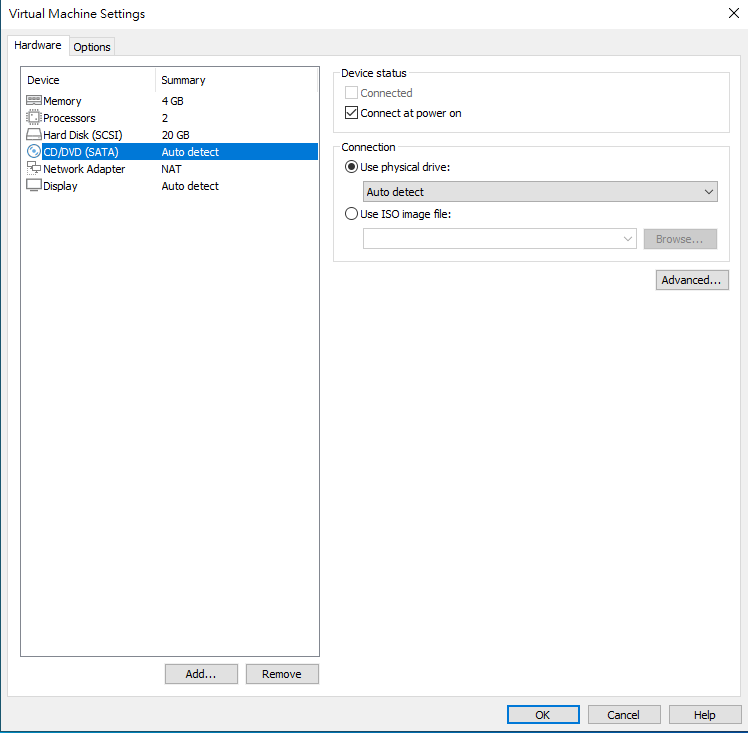 Virtual Machine Settings
Hardware
Options
Device Summary
Memory 4 GB
Processors 2
Hard Disk (SCSI) 20 GB
CD/DVD (SATA) Auto detect
Network Adapter NAT
Display Auto detect
Add...
Remove
Device status
Connected
Connect at power on
Connection
Use physical drive:
Auto detect
Use ISO image file:
Browse...
Advanced...
OK
Cancel
Help